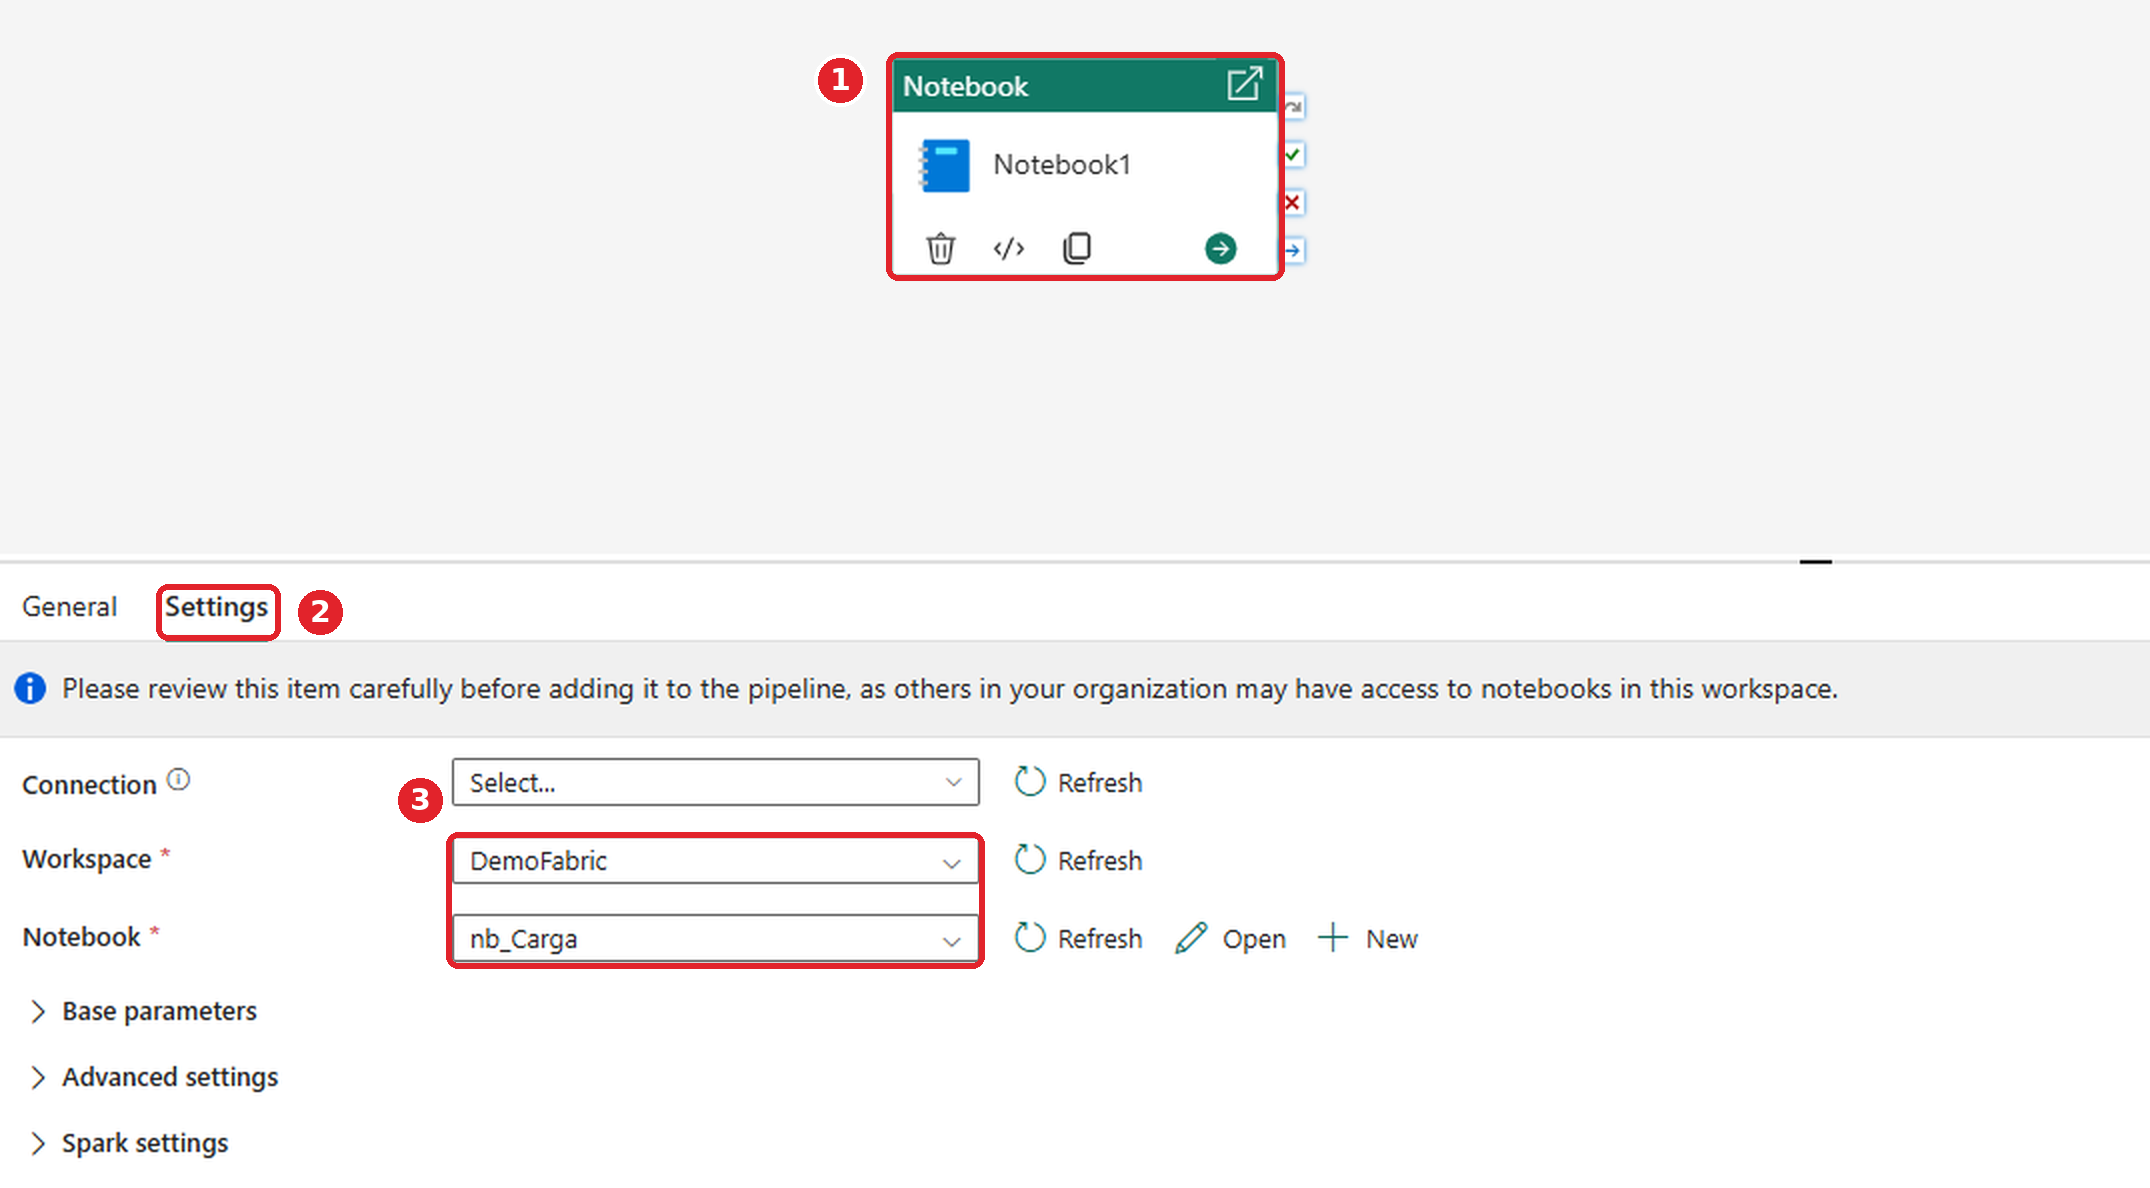 1
Notebook
Notebook1
General
Settings
2
Please review this item carefully before adding it to the pipeline, as others in your organization may have access to notebooks in this workspace.
Connection
3
Select...
Refresh
Workspace *
DemoFabric
Refresh
Notebook *
nb_Carga
Refresh
Open
New
Base parameters
Advanced settings
Spark settings